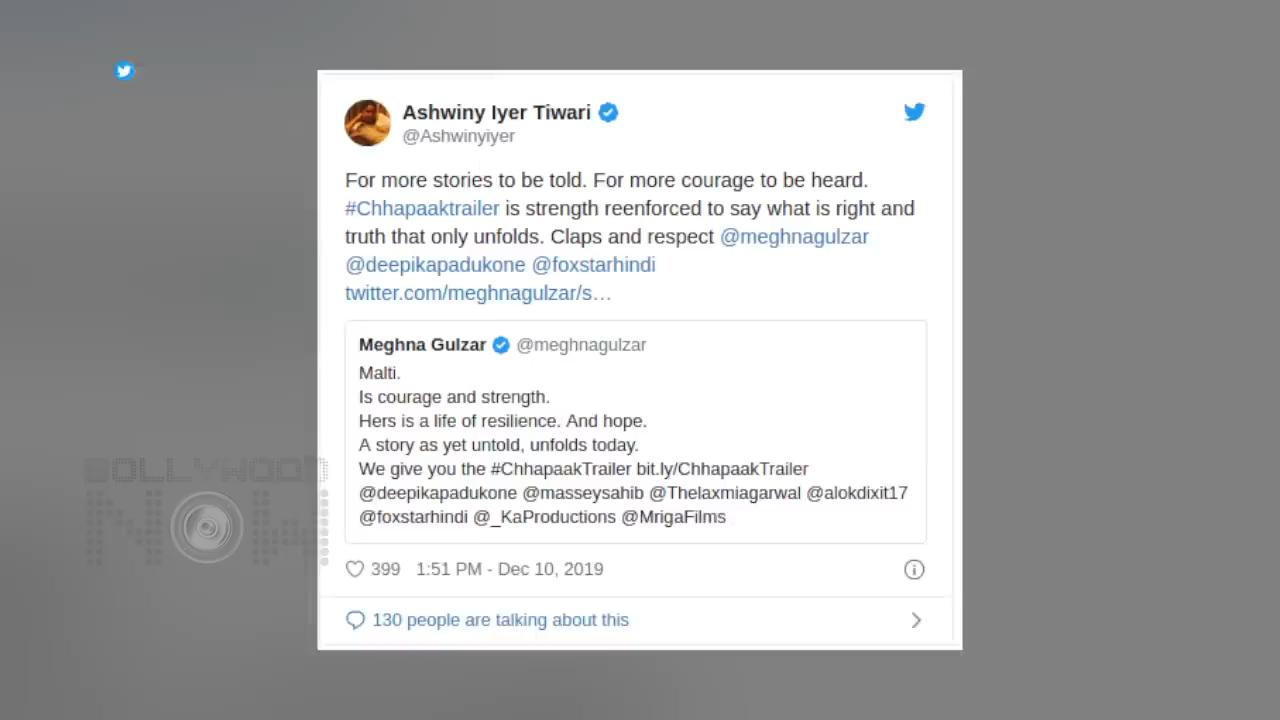 Ashwiny Iyer Tiwari
@Ashwinyiyer
For more stories to be told. For more courage to be heard.
#Chhapaaktrailer is strength reenforced to say what is right and
truth that only unfolds. Claps and respect @meghnagulzar
@deepikapadukone @foxstarhindi
twitter.com/meghnagulzar/s…
Meghna Gulzar @meghnagulzar
Malti.
Is courage and strength.
Hers is a life of resilience. And hope.
A story as yet untold, unfolds today.
We give you the #ChhapaakTrailer bit.ly/ChhapaakTrailer
@deepikapadukone @masseysahib @Thelaxmiagarwal @alokdixit17
@foxstarhindi @_KaProductions @MrigaFilms
399 1:51 PM - Dec 10, 2019
130 people are talking about this
BOLLYWOOD
NOW